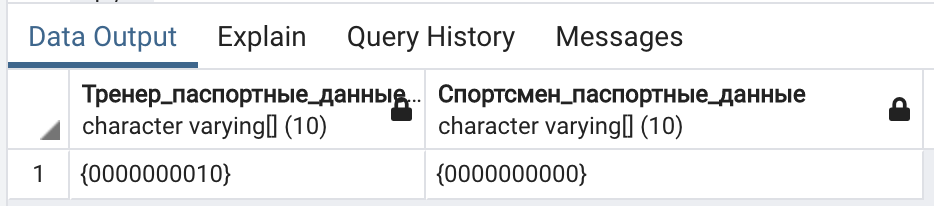 Data Output Explain Query History Messages
Тренер_паспортные_данные... Спортсмен_паспортные_данные
character varying[] (10) character varying[] (10)
1 {0000000010} {0000000000}